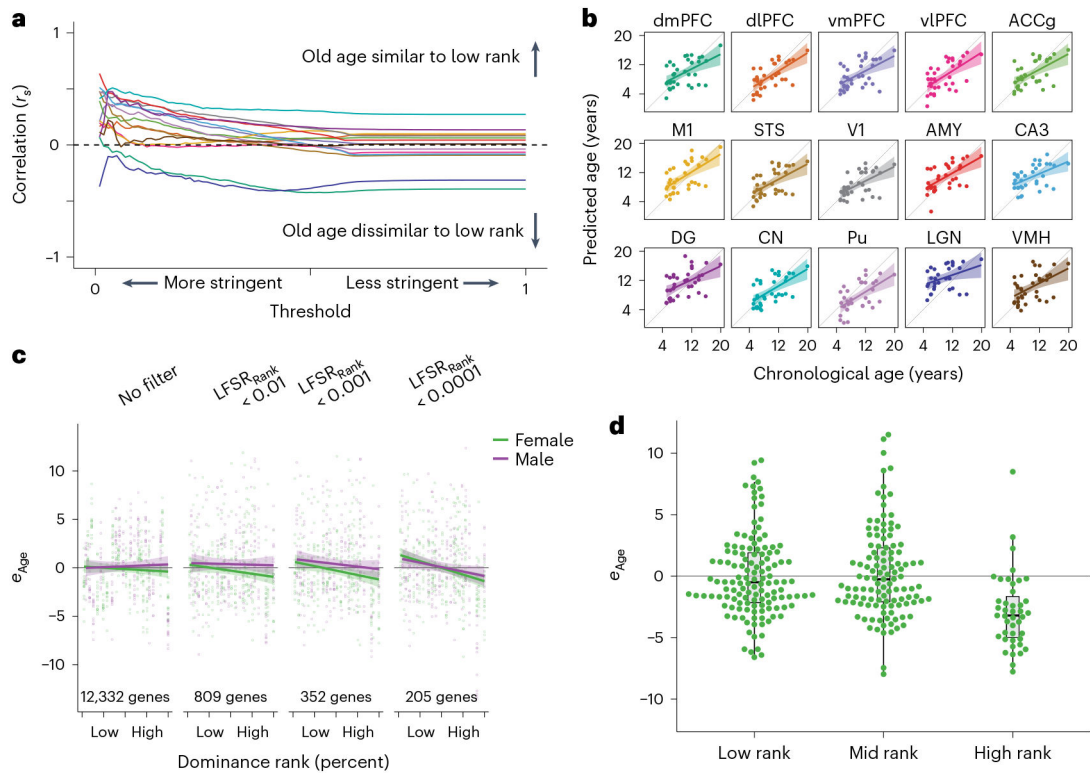 a
1
Old age similar to low rank
Correlation (rs)
0
Old age dissimilar to low rank
−1
More stringent
Less stringent
0
1
Threshold
b
dmPFC dlPFC vmPFC vlPFC ACCg
20
12
4
M1 STS V1 AMY CA3
20
12
4
DG CN Pu LGN VMH
20
12
4
Predicted age (years)
4 12 20 4 12 20 4 12 20 4 12 20 4 12 20
Chronological age (years)
c
No filter
LFSRRank
< 0.01
LFSRRank
< 0.001
LFSRRank
< 0.0001
Female
Male
10
5
0
−5
−10
eAge
12,332 genes 809 genes 352 genes 205 genes
Low High Low High Low High Low High
Dominance rank (percent)
d
10
5
0
−5
−10
eAge
Low rank Mid rank High rank